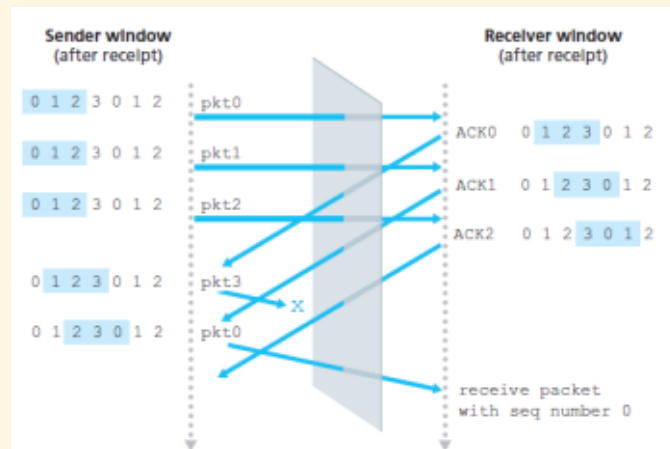 Sender window
(after receipt)
Receiver window
(after receipt)
0 1 2 3 0 1 2
pkt0
ACK0 0 1 2 3 0 1 2
0 1 2 3 0 1 2
pkt1
ACK1 0 1 2 3 0 1 2
0 1 2 3 0 1 2
pkt2
ACK2 0 1 2 3 0 1 2
0 1 2 3 0 1 2
pkt3
X
0 1 2 3 0 1 2
pkt0
receive packet
with seq number 0